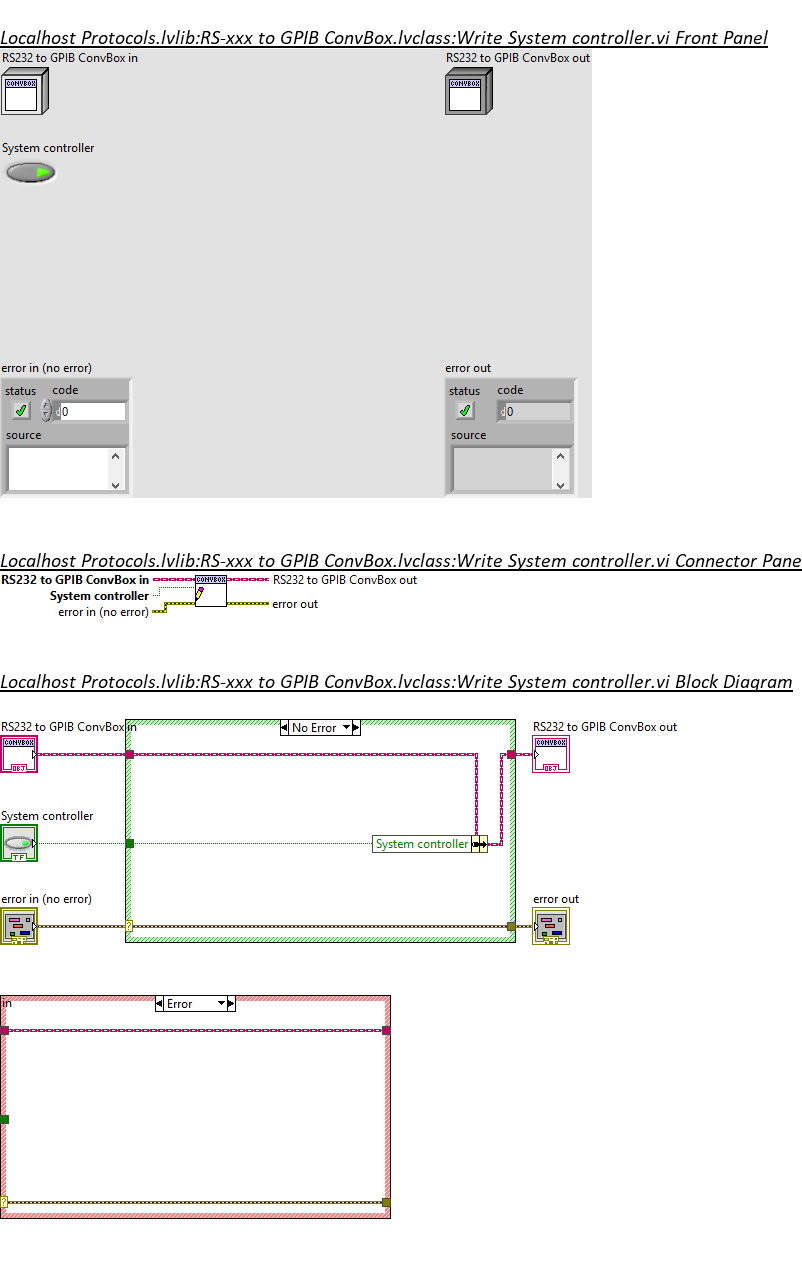 Localhost Protocols.lvlib:RS-xxx to GPIB ConvBox.lvclass:Write System controller.vi Front Panel
RS232 to GPIB ConvBox in RS232 to GPIB ConvBox out
CONVBOX CONVBOX
System controller
error in (no error) error out
status code status code
d 0 d 0
source source
Localhost Protocols.lvlib:RS-xxx to GPIB ConvBox.lvclass:Write System controller.vi Connector Pane
RS232 to GPIB ConvBox in CONVBOX RS232 to GPIB ConvBox out
System controller
error in (no error) error out
Localhost Protocols.lvlib:RS-xxx to GPIB ConvBox.lvclass:Write System controller.vi Block Diagram
RS232 to GPIB ConvBox in No Error RS232 to GPIB ConvBox out
CONVBOX CONVBOX
OBJ OBJ
System controller
TF
System controller
error in (no error) error out
?
in Error
?